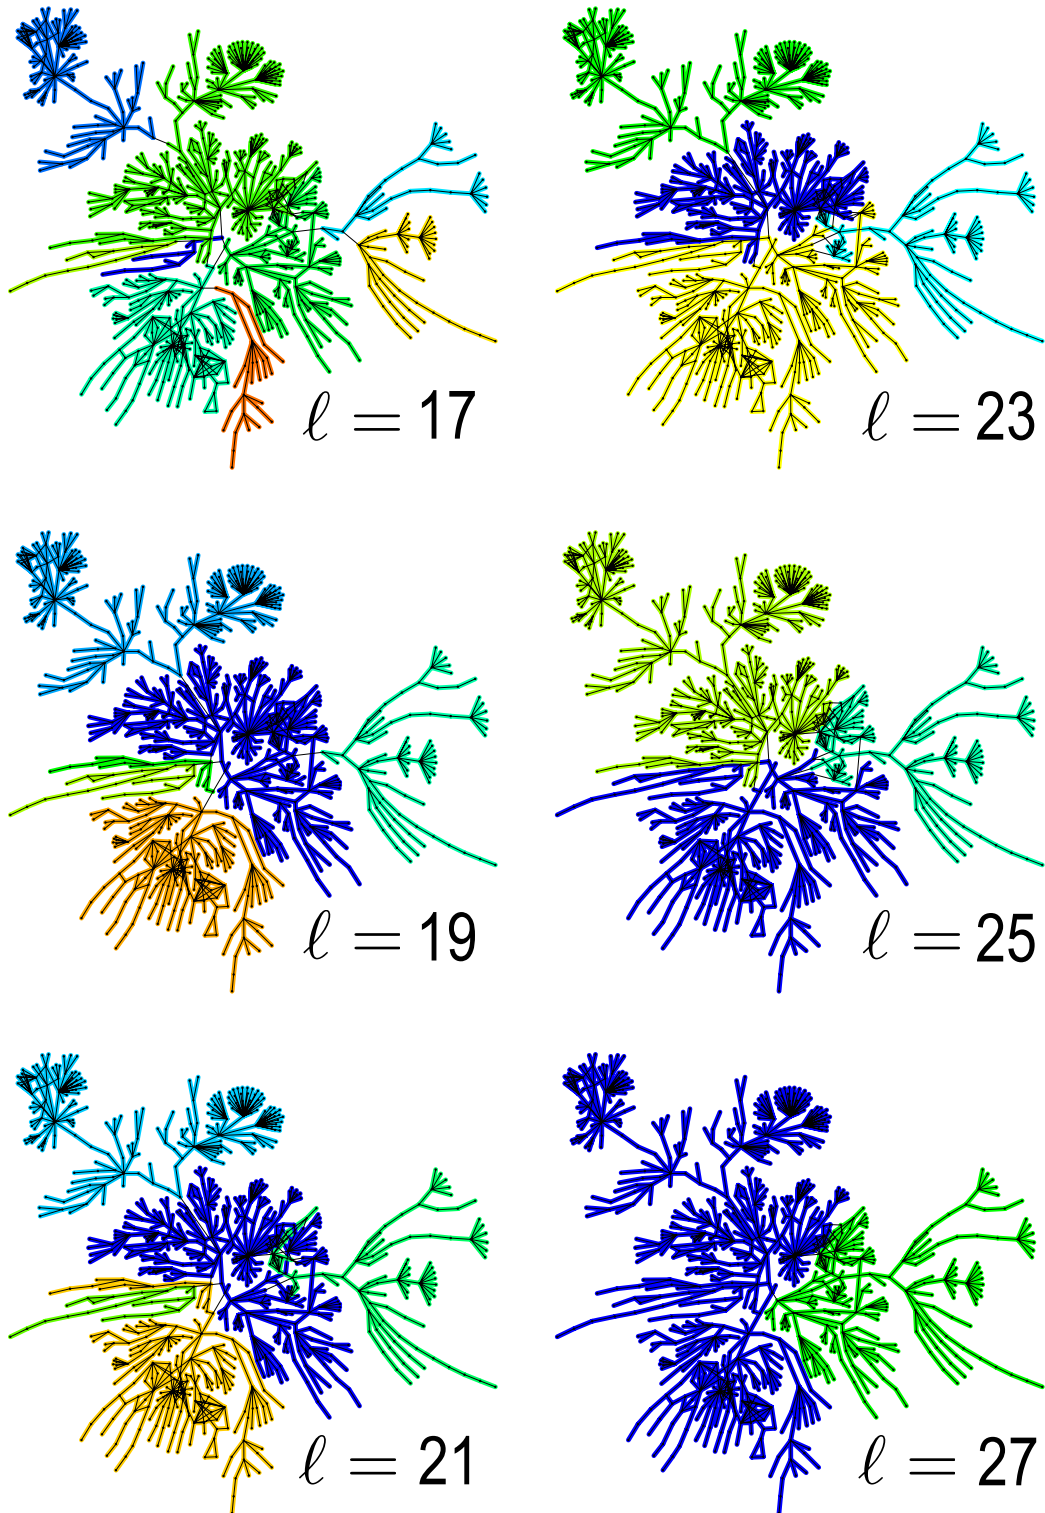 ℓ = 17
ℓ = 23
ℓ = 19
ℓ = 25
ℓ = 21
ℓ = 27